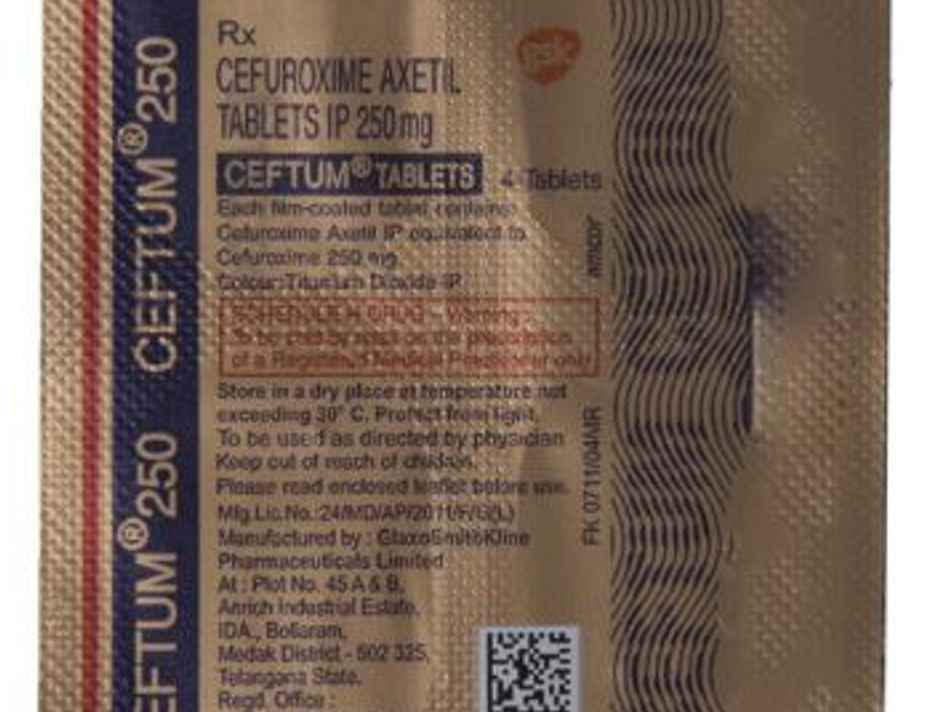 CEFTUM® 250
CEFTUM® 250
Rx
gsk
CEFUROXIME AXETIL
TABLETS IP 250 mg
CEFTUM® TABLETS 4 Tablets
Each film-coated tablet contains:
Cefuroxime Axetil IP equivalent to
Cefuroxime 250 mg
Colour: Titanium Dioxide IP
SCHEDULE H DRUG - Warning:
To be sold by retail on the prescription
of a Registered Medical Practitioner only
Store in a dry place at temperature not
exceeding 30° C. Protect from light.
To be used as directed by physician
Keep out of reach of children.
Please read enclosed leaflet before use.
Mfg.Lic.No.:24/MD/AP/20
Manufactured by : GlaxoSmithKline
Pharmaceuticals Limited
At : Plot No. 45 A & B,
Anrich Industrial Estate,
IDA., Bollaram,
Medak District - 502 325,
Telangana State.
Regd. Office :
FK 0711/04MR